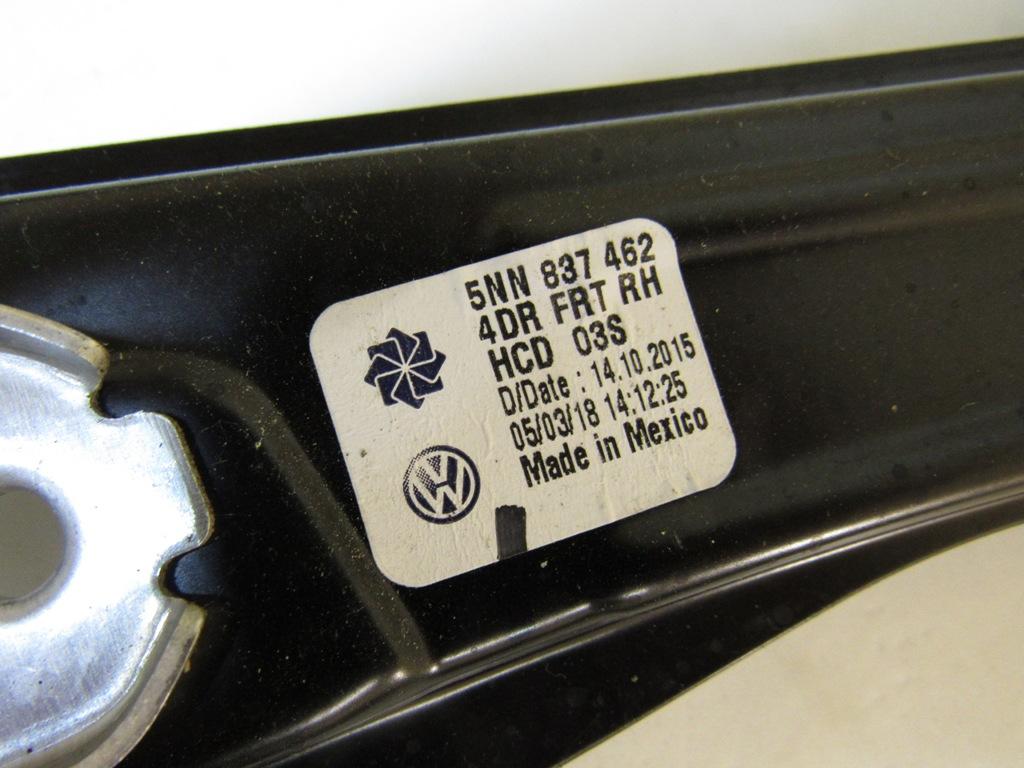 5NN 837 462
4DR FRT RH
HCD 03S
D/Date : 14.10.2015
05/03/18 14:12:25
Made in Mexico